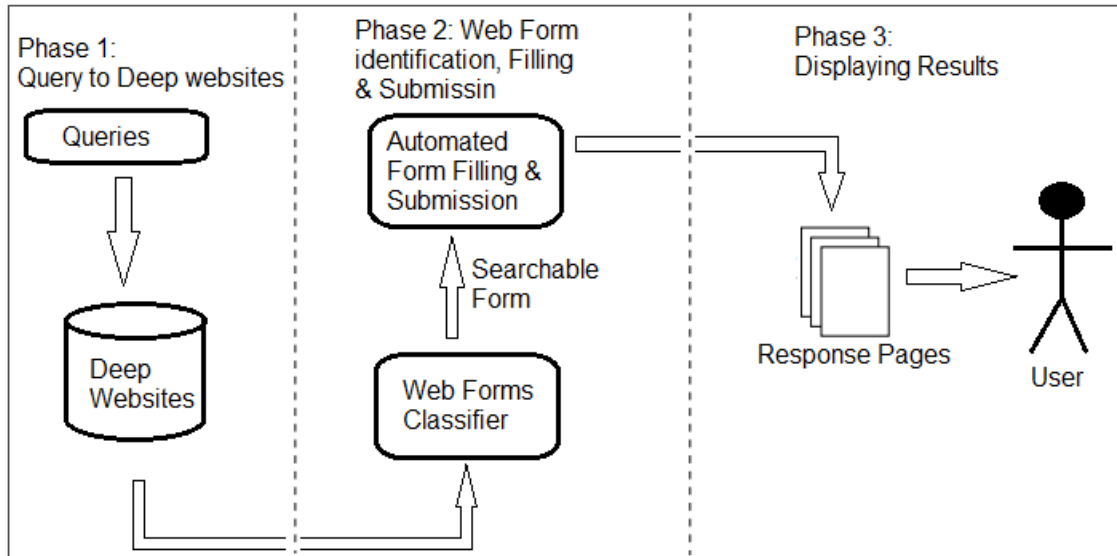 Phase 1:
Query to Deep websites
Queries
Deep
Websites
Phase 2: Web Form
identification, Filling
& Submissin
Automated
Form Filling &
Submission
Searchable
Form
Web Forms
Classifier
Phase 3:
Displaying Results
Response Pages
User